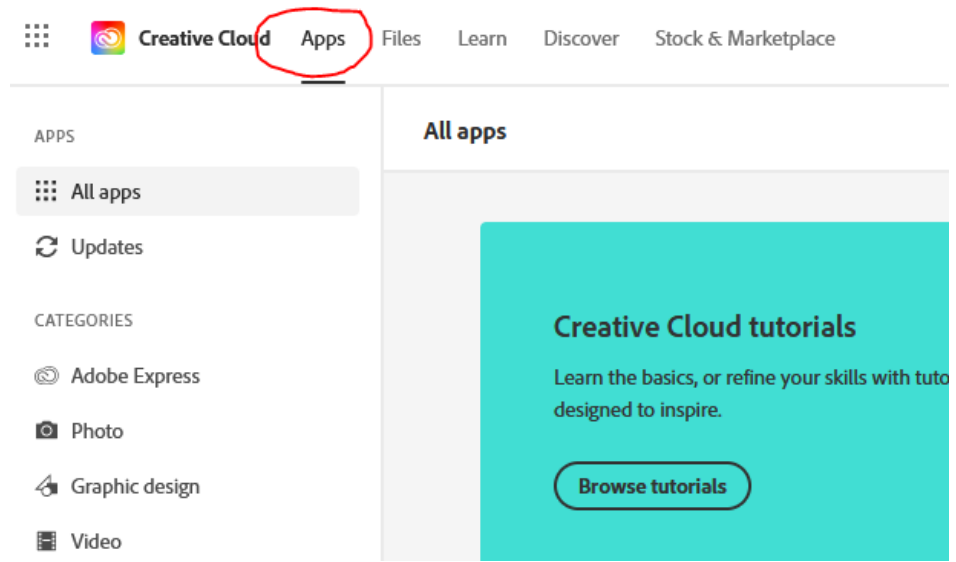 Creative Cloud Apps Files Learn Discover Stock & Marketplace
APPS
All apps
Updates
CATEGORIES
Adobe Express
Photo
Graphic design
Video
All apps
Creative Cloud tutorials
Learn the basics, or refine your skills with tuto
designed to inspire.
Browse tutorials